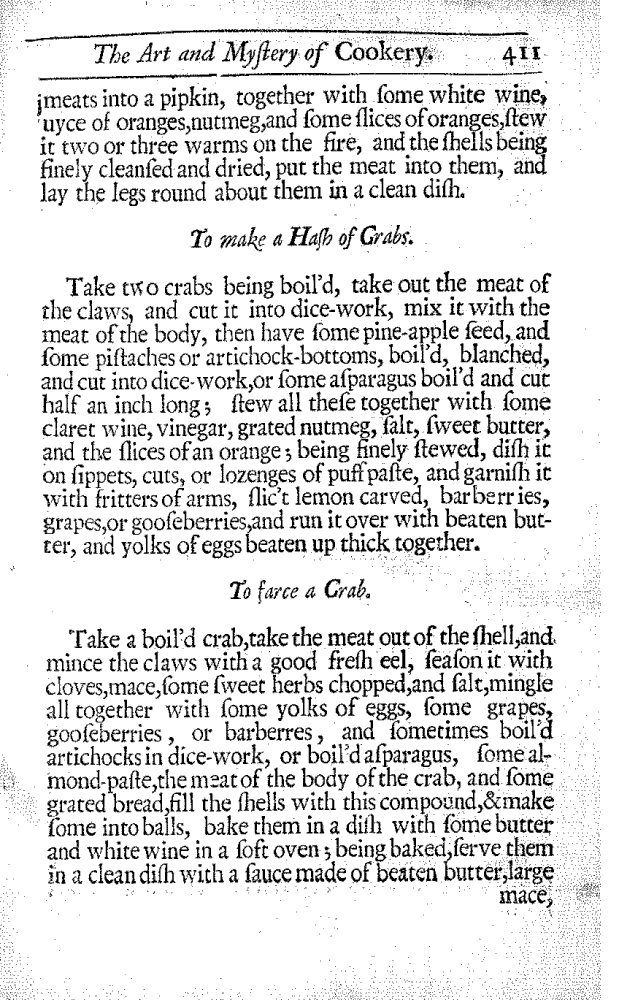 The Art and Myſtery of Cookery. 411
jmeats into a pipkin, together with ſome white wine,
uyce of oranges,nutmeg,and ſome ſlices of oranges,ſtew
it two or three warms on the fire, and the ſhells being
finely cleanſed and dried, put the meat into them, and
lay the legs round about them in a clean diſh.
To make a Haſh of Crabs.
Take two crabs being boil'd, take out the meat of
the claws, and cut it into dice-work, mix it with the
meat of the body, then have ſome pine-apple ſeed, and
ſome piſtaches or artichock-bottoms, boil'd, blanched,
and cut into dice-work,or ſome aſparagus boil'd and cut
half an inch long; ſtew all theſe together with ſome
claret wine, vinegar, grated nutmeg, ſalt, ſweet butter,
and the ſlices of an orange; being finely ſtewed, diſh it
on ſippets, cuts, or lozenges of puff paſte, and garniſh it
with fritters of arms, ſlic't lemon carved, barberries,
grapes,or gooſeberries,and run it over with beaten but-
ter, and yolks of eggs beaten up thick together.
To farce a Crab.
Take a boil'd crab,take the meat out of the ſhell,and
mince the claws with a good freſh eel, ſeaſon it with
cloves,mace,ſome ſweet herbs chopped,and ſalt,mingle
all together with ſome yolks of eggs, ſome grapes,
gooſeberries, or barberres, and ſometimes boil'd
artichocks in dice-work, or boil'd aſparagus, ſome al-
mond-paſte,the meat of the body of the crab, and ſome
grated bread,fill the ſhells with this compound,&make
ſome into balls, bake them in a diſh with ſome butter
and white wine in a ſoft oven; being baked,ſerve them
in a clean diſh with a ſauce made of beaten butter,large
mace,